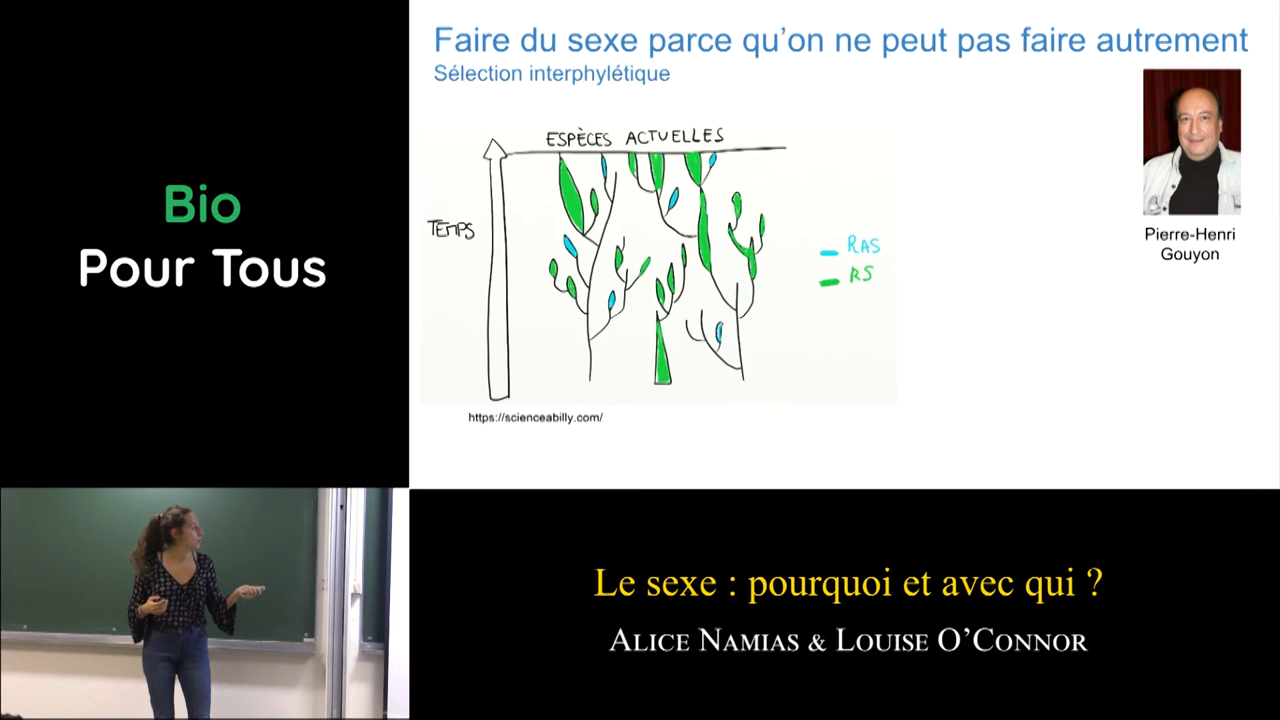 Faire du sexe parce qu'on ne peut pas faire autrement
Sélection interphylétique
ESPÈCES ACTUELLES
TEMPS
RAS
RS
Pierre-Henri
Gouyon
https://scienceabilly.com/
Bio
Pour Tous
Le sexe : pourquoi et avec qui ?
Alice Namias & Louise O'Connor